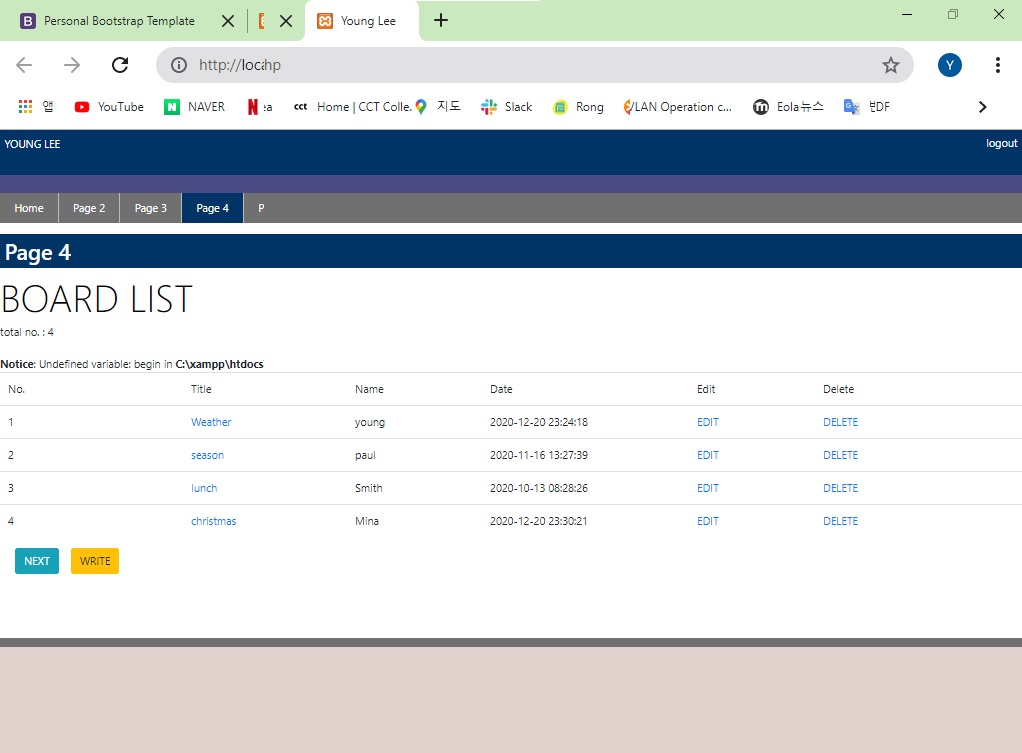 Personal Bootstrap Template
Young Lee
http://loc:hp
Y
앱 YouTube NAVER Home | CCT Colle. 지도 Slack Rong LAN Operation c... Eola뉴스
YOUNG LEE logout
Home Page 2 Page 3 Page 4 P
Page 4
BOARD LIST
total no. : 4
Notice: Undefined variable: begin in C:\xampp\htdocs
No. Title Name Date Edit Delete
1 Weather young 2020-12-20 23:24:18 EDIT DELETE
2 season paul 2020-11-16 13:27:39 EDIT DELETE
3 lunch Smith 2020-10-13 08:28:26 EDIT DELETE
4 christmas Mina 2020-12-20 23:30:21 EDIT DELETE
NEXT WRITE